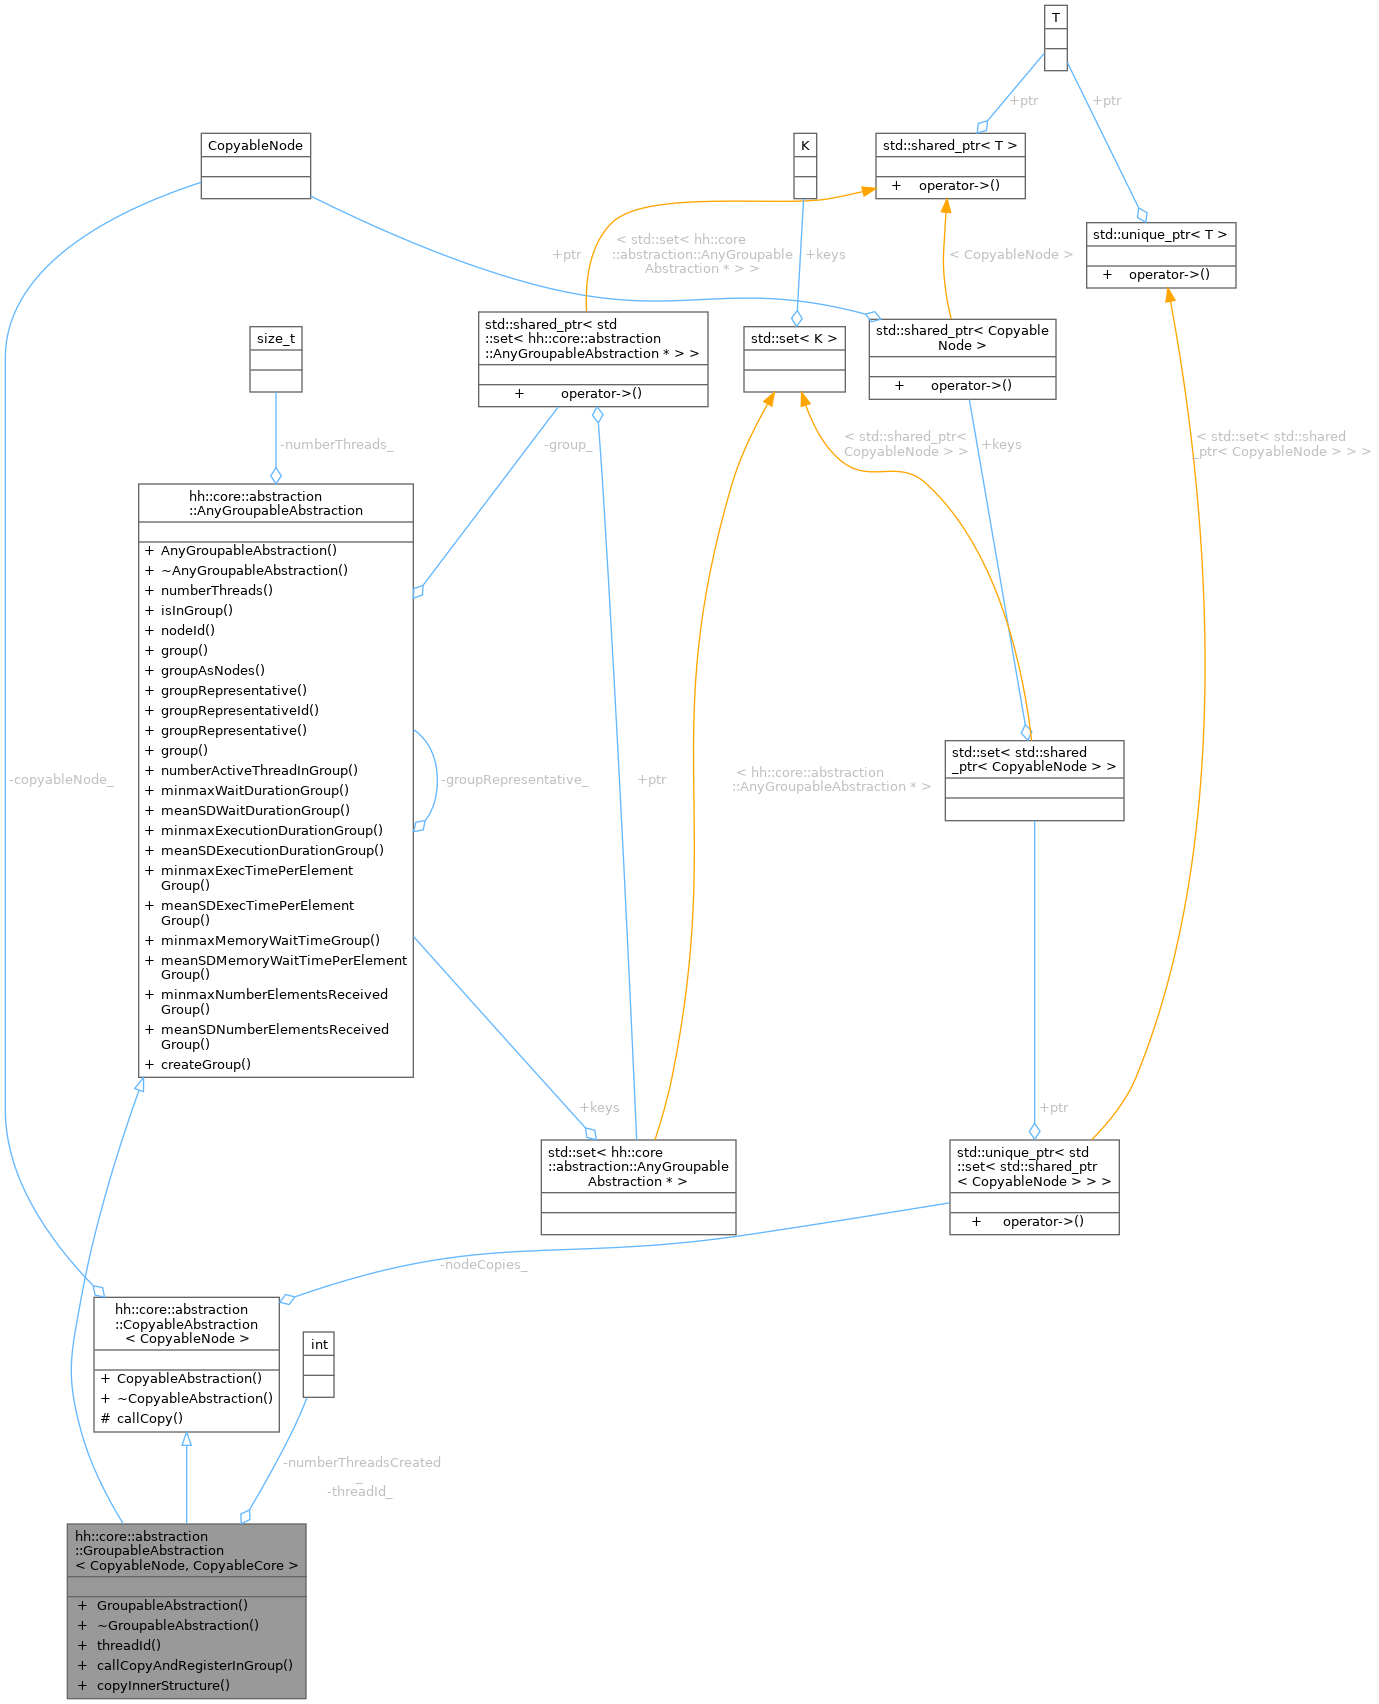 T
+ptr
+ptr
CopyableNode
K
std::shared_ptr< T >
+ operator->()
std::unique_ptr< T >
+ operator->()
+ptr
< std::set< hh::core
::abstraction::AnyGroupable
Abstraction * > >
+keys
< CopyableNode >
size_t
std::shared_ptr< std
::set< hh::core::abstraction
::AnyGroupableAbstraction * > >
+ operator->()
std::set< K >
std::shared_ptr< Copyable
Node >
+ operator->()
-numberThreads_
-group_
< std::shared_ptr<
CopyableNode > >
+keys
< std::set< std::shared
_ptr< CopyableNode > > >
hh::core::abstraction
::AnyGroupableAbstraction
+ AnyGroupableAbstraction()
+ ~AnyGroupableAbstraction()
+ numberThreads()
+ isInGroup()
+ nodeId()
+ group()
+ groupAsNodes()
+ groupRepresentative()
+ groupRepresentativeId()
+ groupRepresentative()
+ group()
+ numberActiveThreadInGroup()
+ minmaxWaitDurationGroup()
+ meanSDWaitDurationGroup()
+ minmaxExecutionDurationGroup()
+ meanSDExecutionDurationGroup()
+ minmaxExecTimePerElement
Group()
+ meanSDExecTimePerElement
Group()
+ minmaxMemoryWaitTimeGroup()
+ meanSDMemoryWaitTimePerElement
Group()
+ minmaxNumberElementsReceived
Group()
+ meanSDNumberElementsReceived
Group()
+ createGroup()
-copyableNode_
-groupRepresentative_
+ptr
< hh::core::abstraction
::AnyGroupableAbstraction * >
std::set< std::shared
_ptr< CopyableNode > >
+keys
+ptr
std::set< hh::core
::abstraction::AnyGroupable
Abstraction * >
std::unique_ptr< std
::set< std::shared_ptr
< CopyableNode > > >
+ operator->()
-nodeCopies_
hh::core::abstraction
::CopyableAbstraction
< CopyableNode >
+ CopyableAbstraction()
+ ~CopyableAbstraction()
# callCopy()
int
-numberThreadsCreated
_
-threadId_
hh::core::abstraction
::GroupableAbstraction
< CopyableNode, CopyableCore >
+ GroupableAbstraction()
+ ~GroupableAbstraction()
+ threadId()
+ callCopyAndRegisterInGroup()
+ copyInnerStructure()